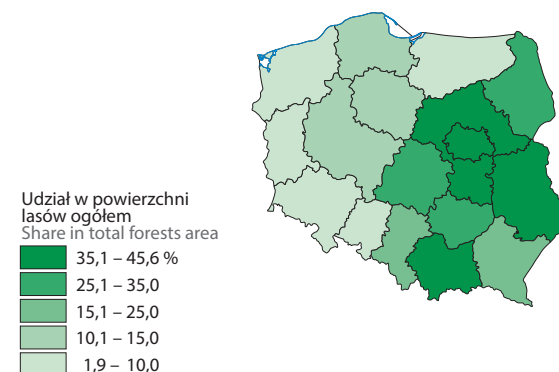 Udział w powierzchni
lasów ogółem
Share in total forests area
35,1 – 45,6 %
25,1 – 35,0
15,1 – 25,0
10,1 – 15,0
1,9 – 10,0